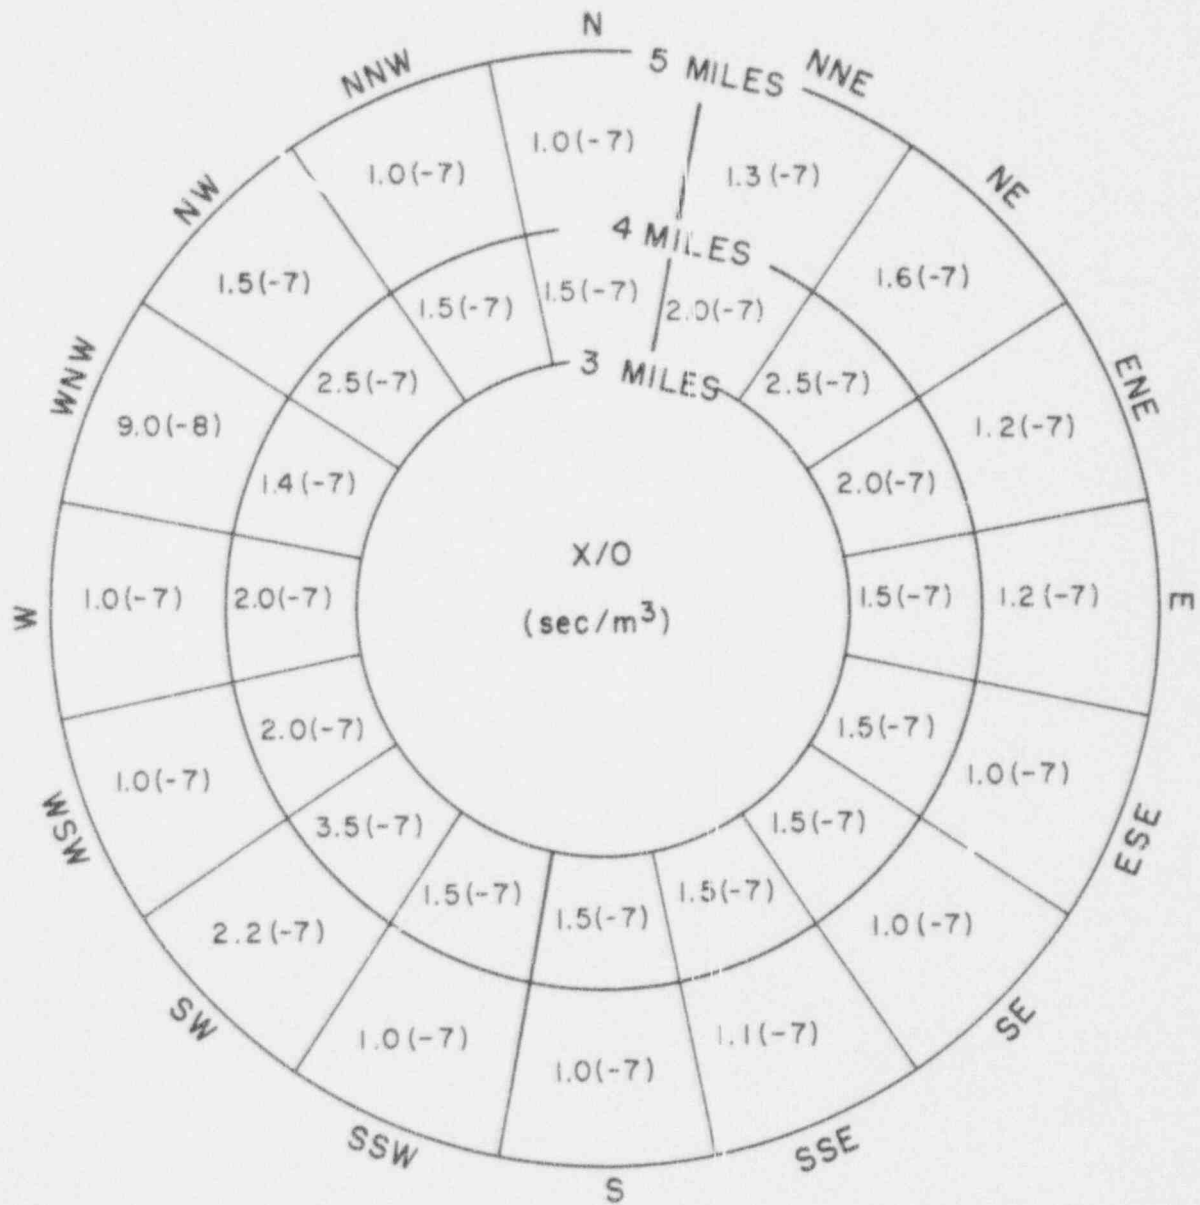 N
NNW
5 MILES
NNE
1.0(-7)
1.0(-7)
1.3(-7)
NW
NE
4 MILES
1.5(-7)
1.6(-7)
1.5(-7)
1.5(-7)
2.0(-7)
WNW
3 MILES
ENE
2.5(-7)
2.5(-7)
9.0(-8)
1.2(-7)
1.4(-7)
2.0(-7)
X/O
W
1.0(-7)
2.0(-7)
1.5(-7)
1.2(-7)
E
(sec/m³)
2.0(-7)
1.5(-7)
1.0(-7)
1.0(-7)
WSW
ESE
3.5(-7)
1.5(-7)
1.5(-7)
1.5(-7)
1.5(-7)
2.2(-7)
1.0(-7)
SW
SE
1.0(-7)
1.1(-7)
1.0(-7)
SSW
SSE
S